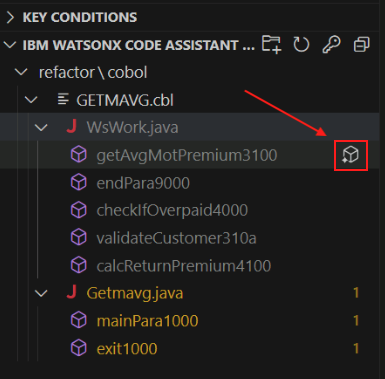 KEY CONDITIONS
IBM WATSONX CODE ASSISTANT ...
refactor\cobol
GETMAVG.cbl
J WsWork.java
getAvgMotPremium3100
endPara9000
checkIfOverpaid4000
validateCustomer310a
calcReturnPremium4100
J Getmavg.java 1
mainPara1000 1
exit1000 1